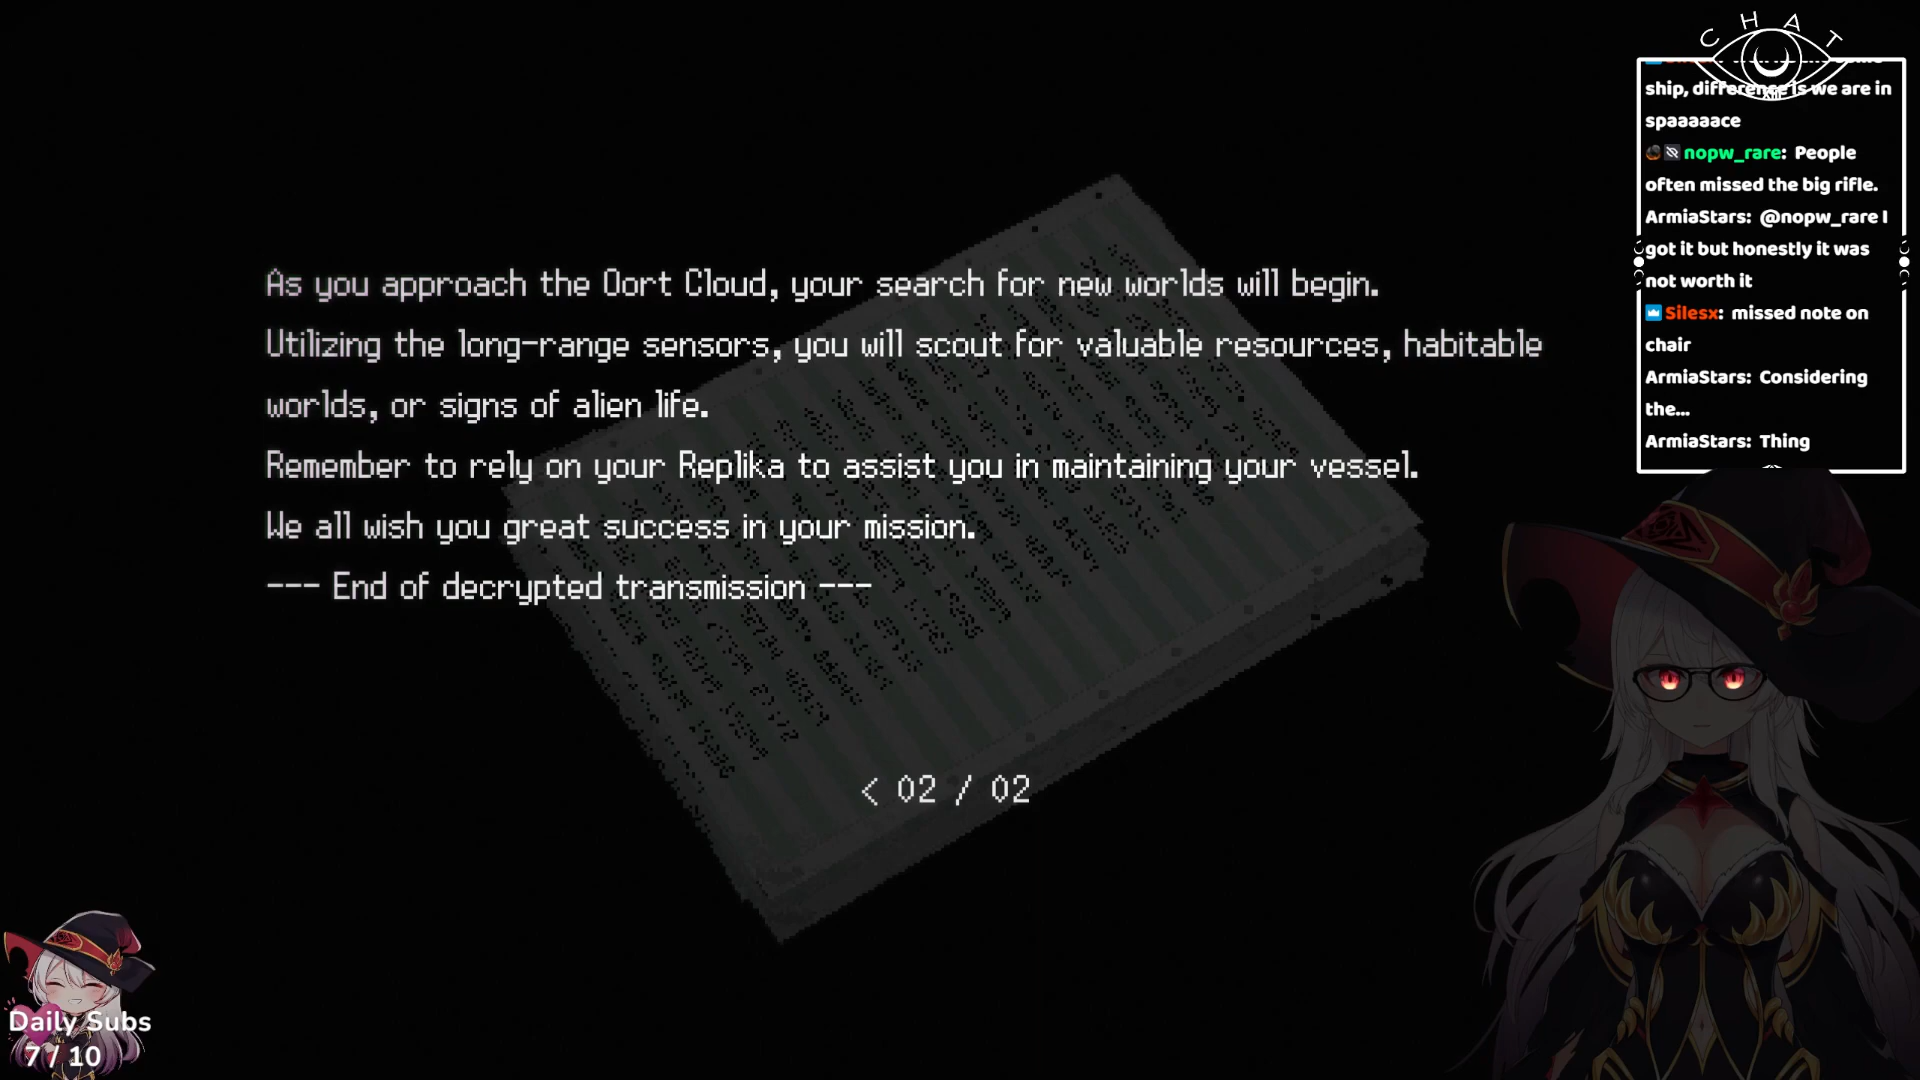 CHAT
XIII
ship, difference is we are in
spaaaaace
nopw_rare: People
often missed the big rifle.
ArmiaStars: @nopw_rare I
got it but honestly it was
not worth it
Silesx: missed note on
chair
ArmiaStars: Considering
the...
ArmiaStars: Thing
As you approach the Oort Cloud, your search for new worlds will begin.
Utilizing the long-range sensors, you will scout for valuable resources, habitable
worlds, or signs of alien life.
Remember to rely on your Replika to assist you in maintaining your vessel.
We all wish you great success in your mission.
--- End of decrypted transmission ---
< 02 / 02
Daily Subs
7 / 10